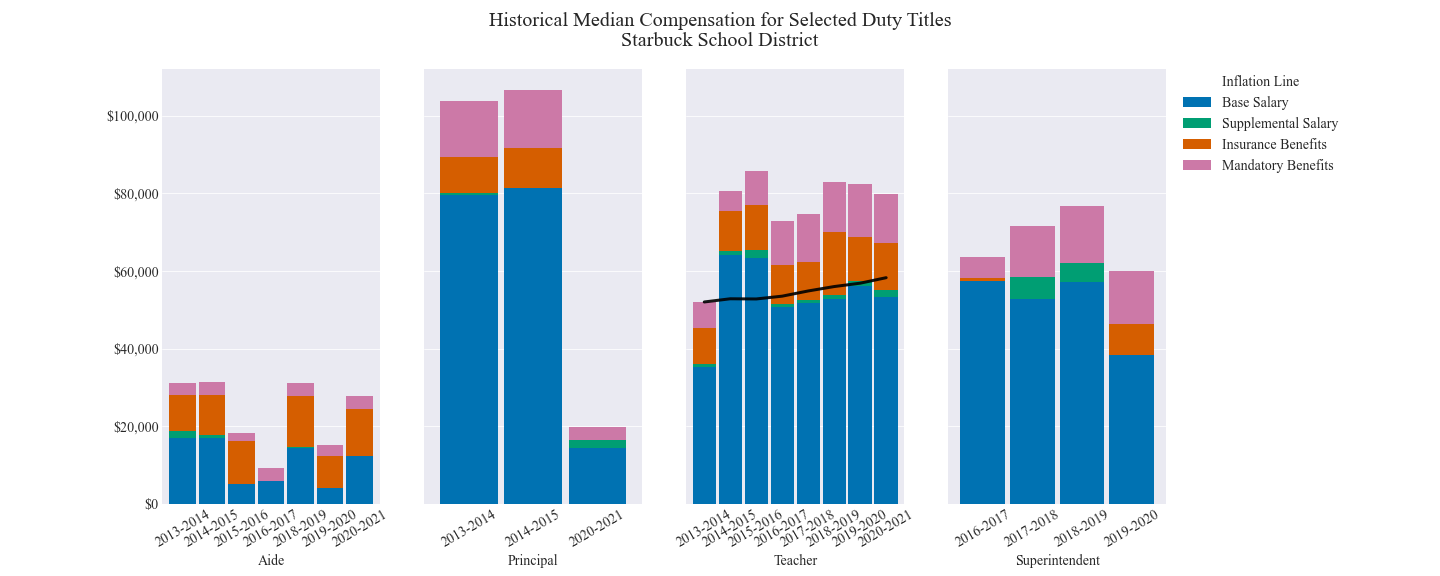 Historical Median Compensation for Selected Duty Titles
Starbuck School District
$100,000
$80,000
$60,000
$40,000
$20,000
$0
2013-2014
2014-2015
2015-2016
2016-2017
2018-2019
2019-2020
2020-2021
Aide
2013-2014
2014-2015
2020-2021
Principal
2013-2014
2014-2015
2015-2016
2016-2017
2017-2018
2018-2019
2019-2020
2020-2021
Teacher
2016-2017
2017-2018
2018-2019
2019-2020
Superintendent
Inflation Line
Base Salary
Supplemental Salary
Insurance Benefits
Mandatory Benefits